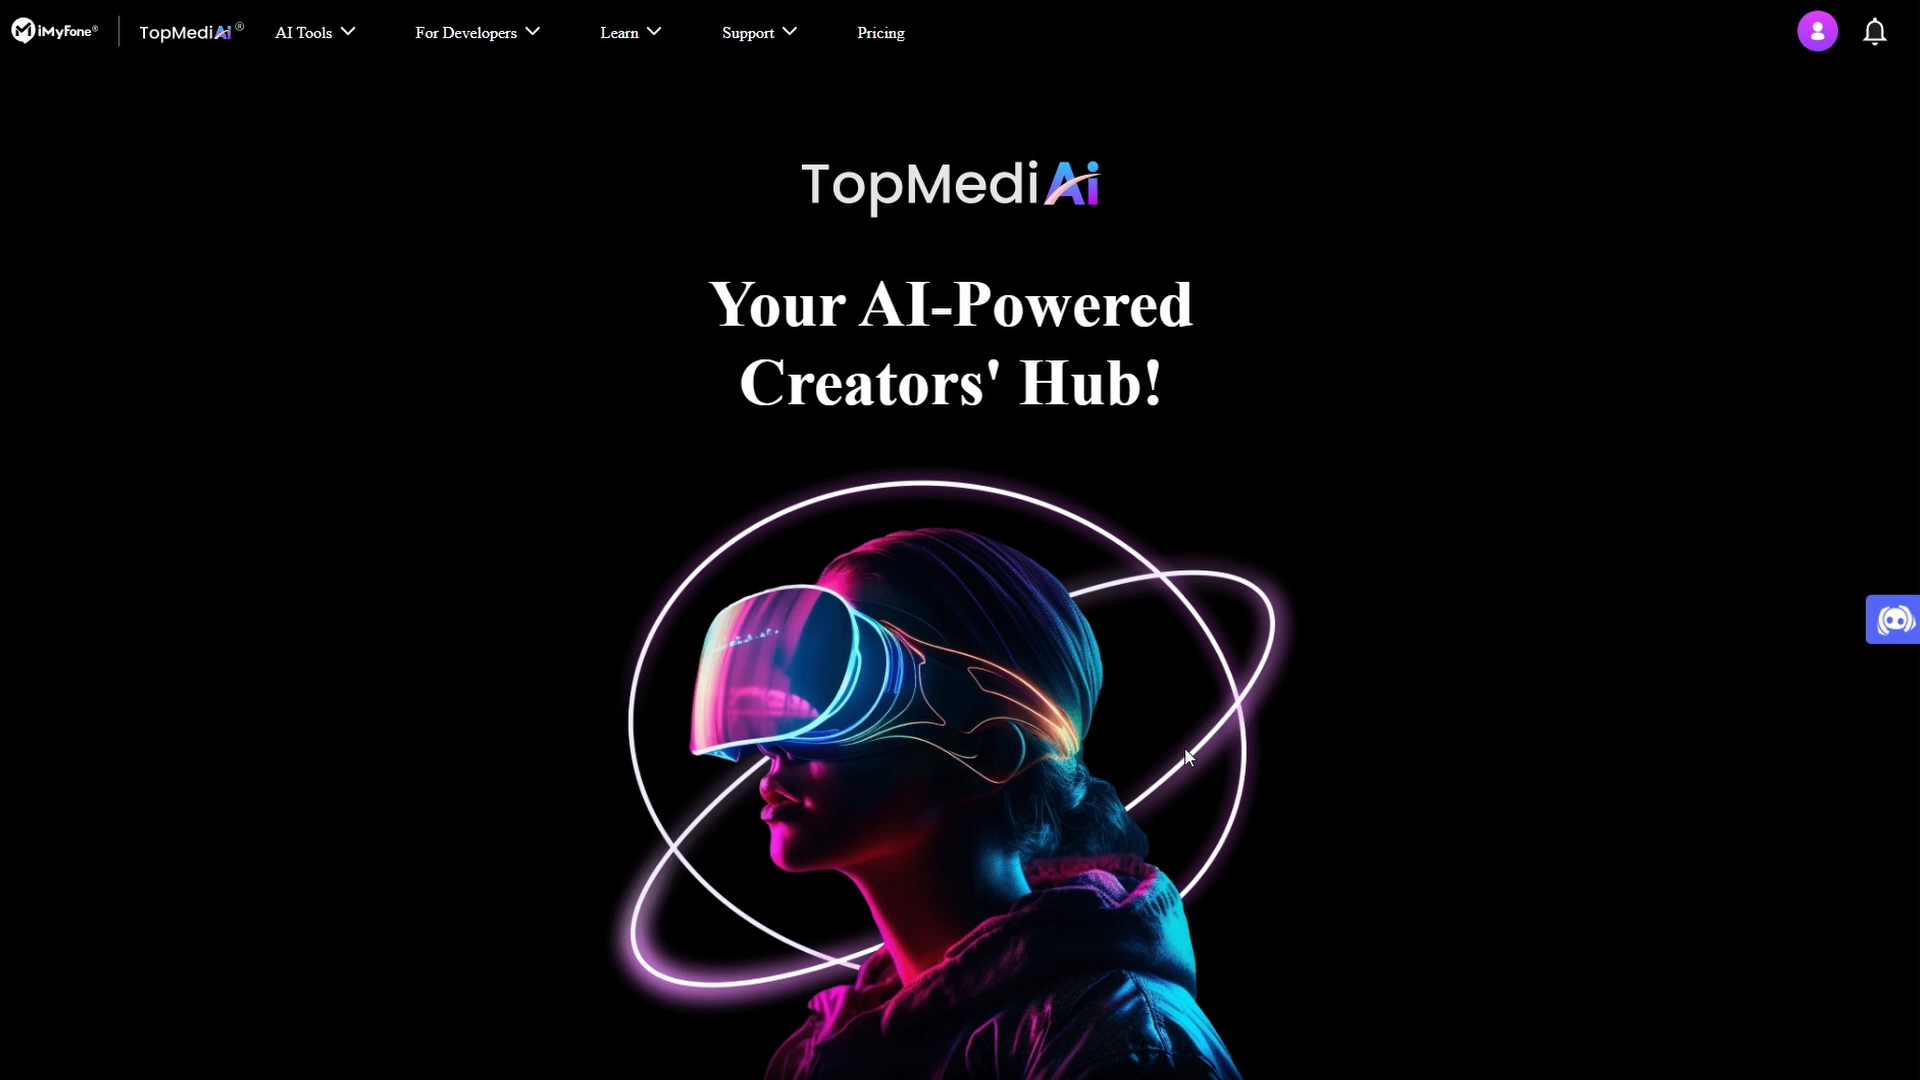 iMyFone®
TopMediAi®
AI Tools
For Developers
Learn
Support
Pricing
TopMediAi
Your AI-Powered
Creators' Hub!